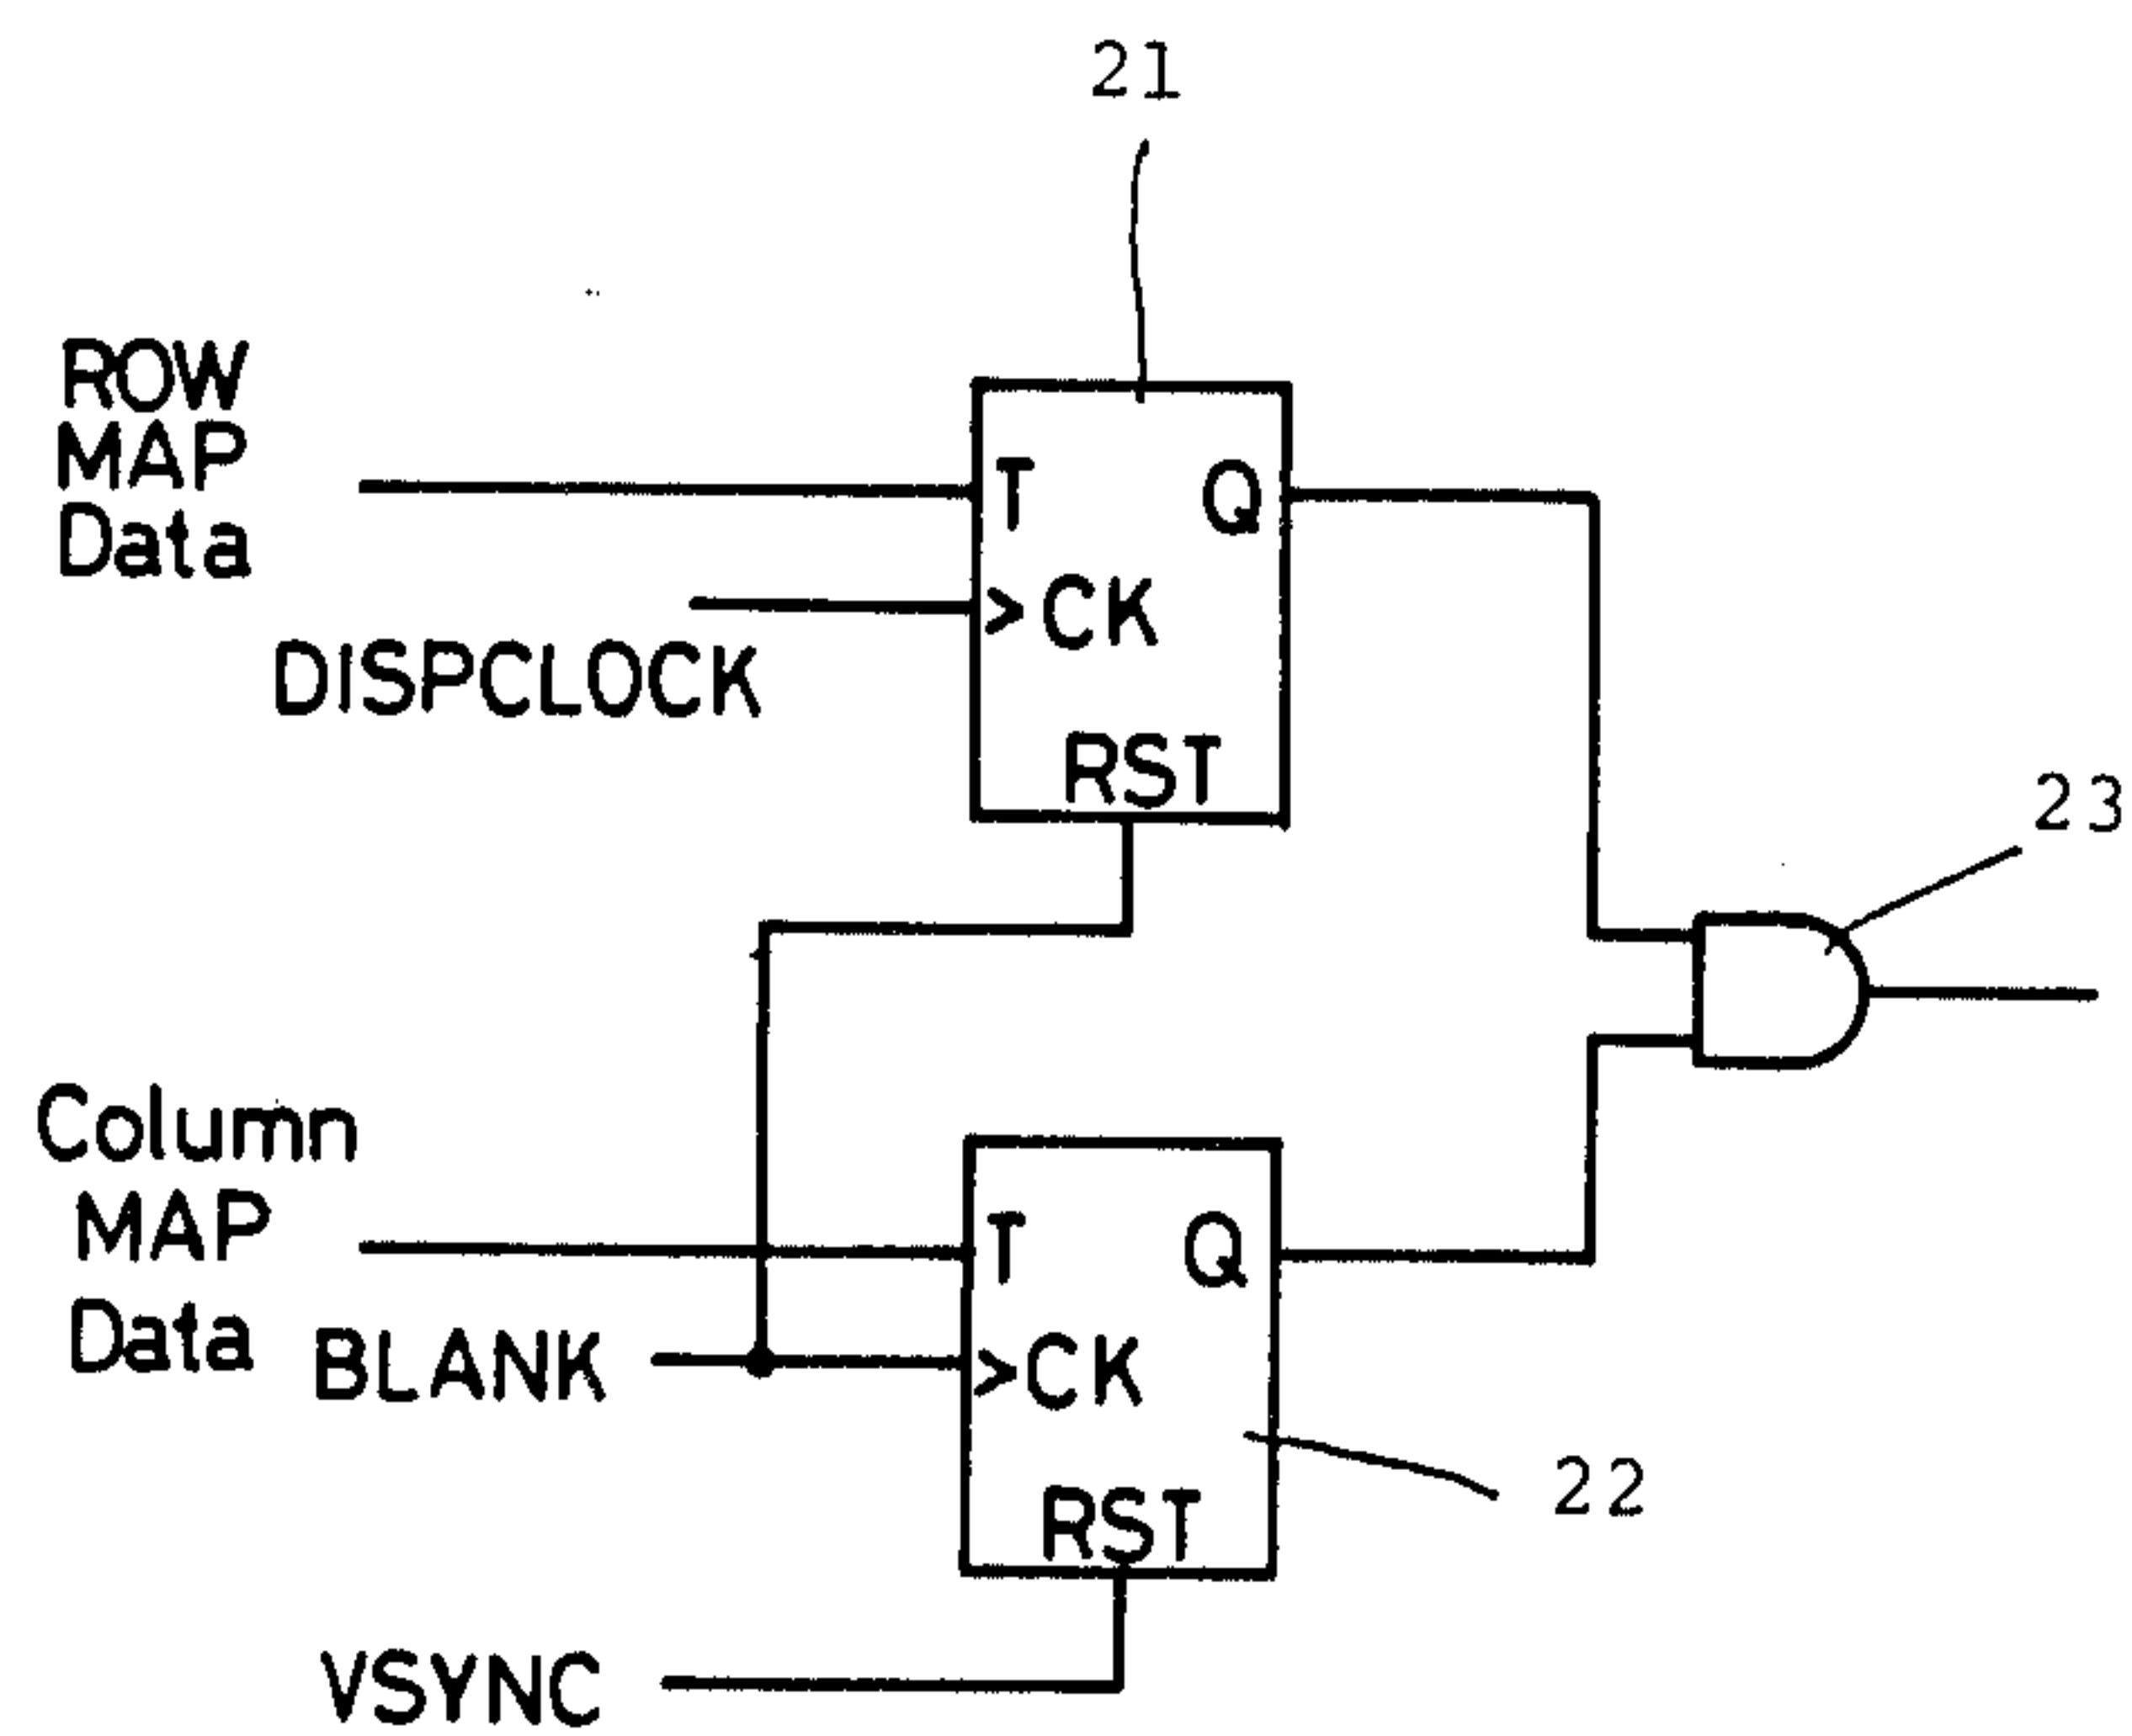 21
ROW
MAP
Data
T
Q
>CK
DISPCLOCK
RST
23
Column
MAP
Data
T
Q
BLANK
>CK
22
RST
VSYNC